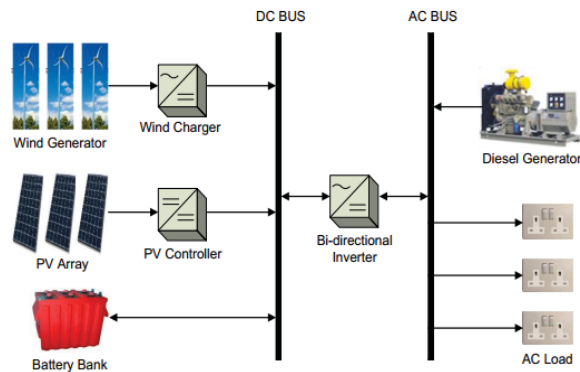 DC BUS
AC BUS
Wind Generator
Wind Charger
Diesel Generator
PV Array
PV Controller
Bi-directional
Inverter
Battery Bank
AC Load